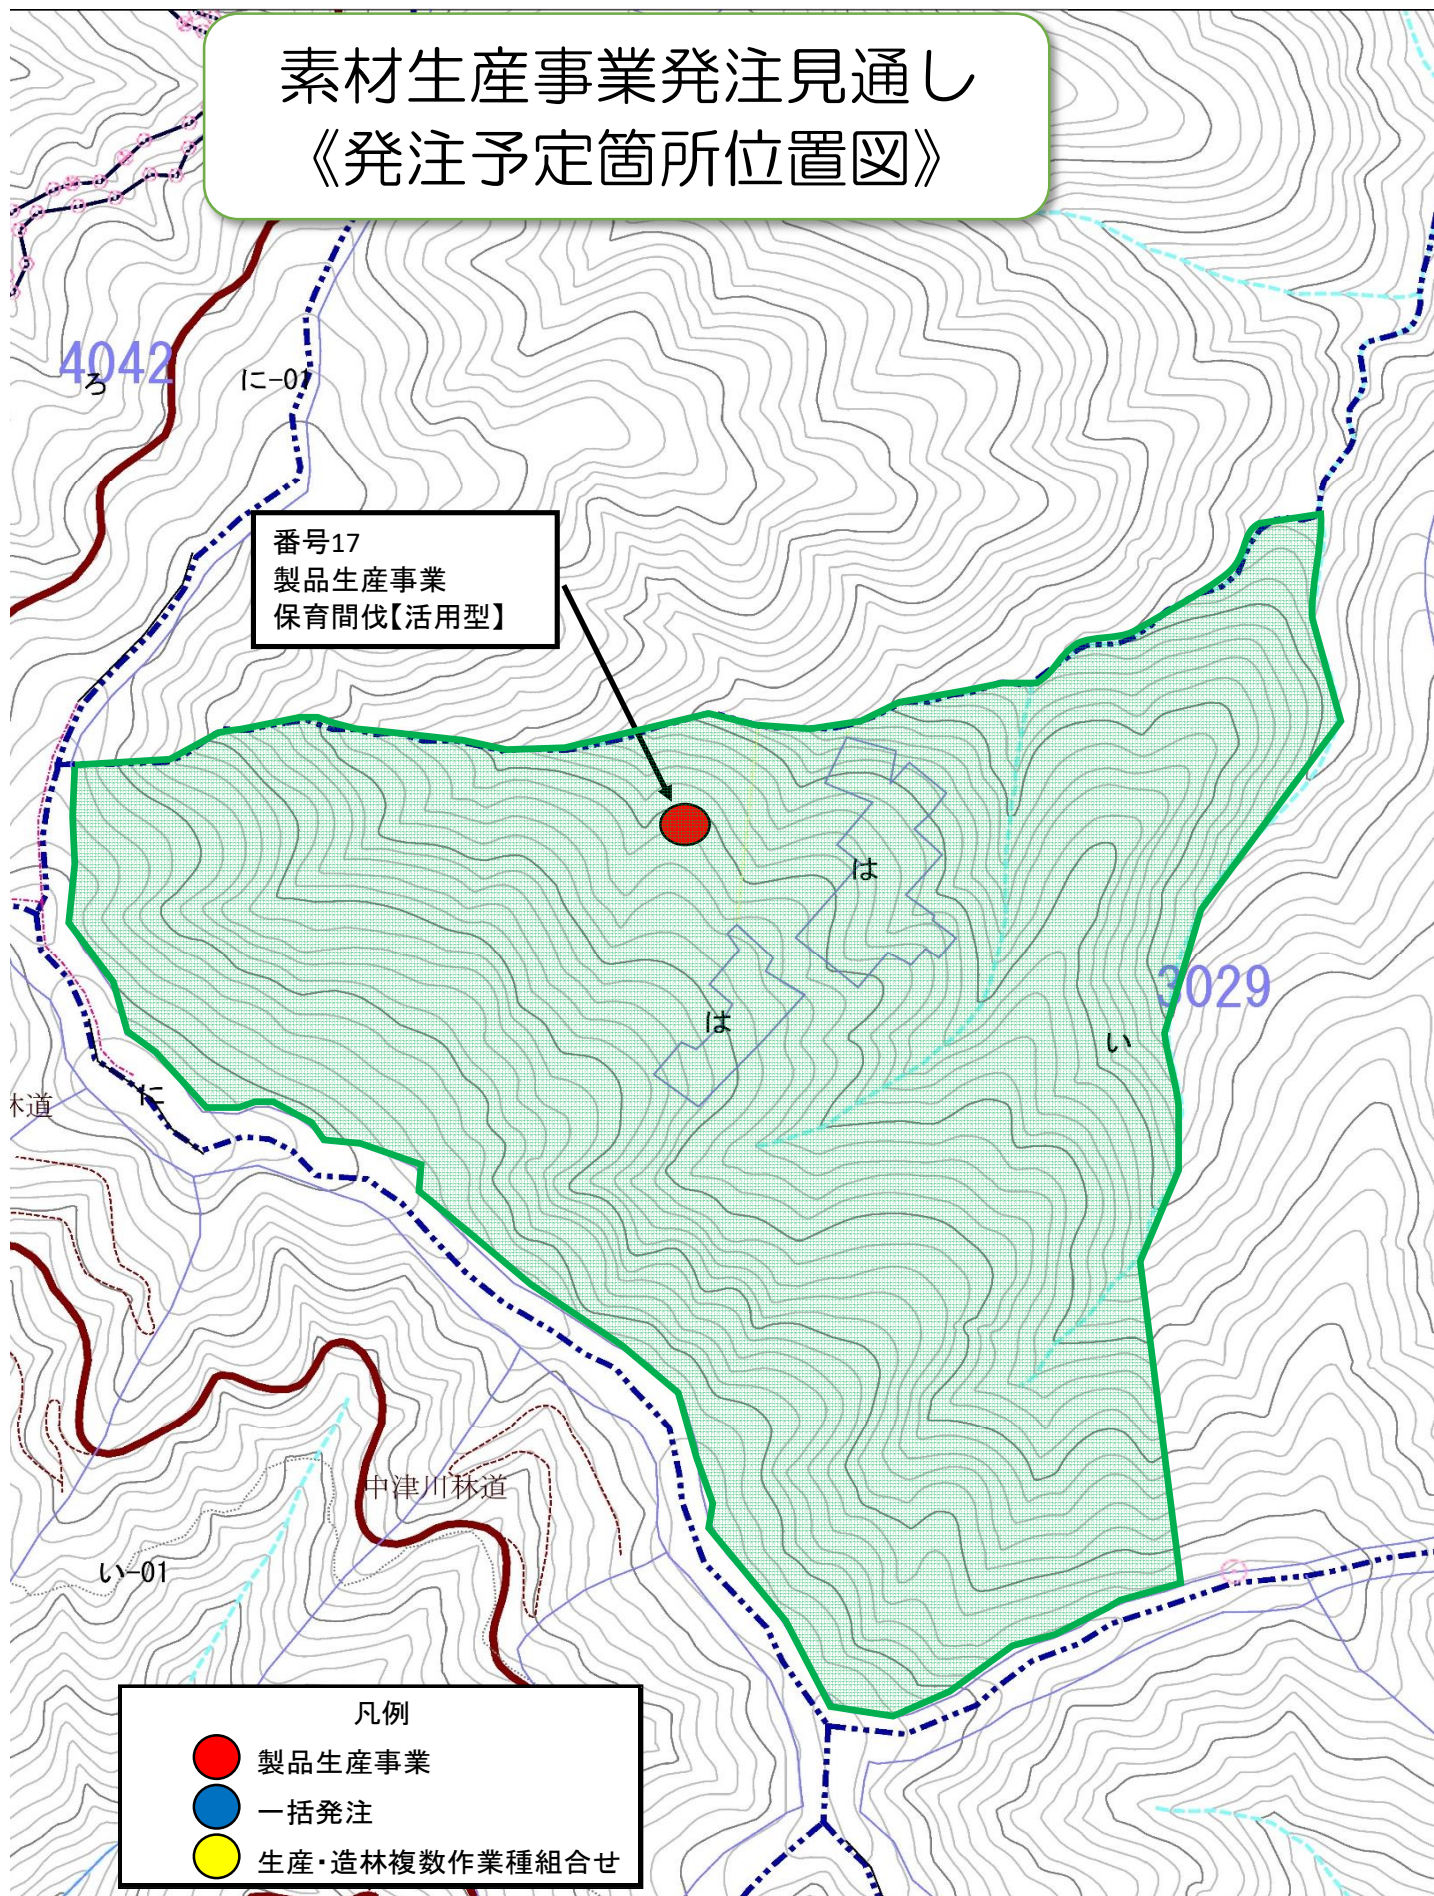 素材生産事業発注見通し
《発注予定箇所位置図》
4042
ろ
に-01
番号17
製品生産事業
保育間伐【活用型】
は
3029
は
い
に
林道
中津川林道
い-01
凡例
製品生産事業
一括発注
生産・造林複数作業種組合せ